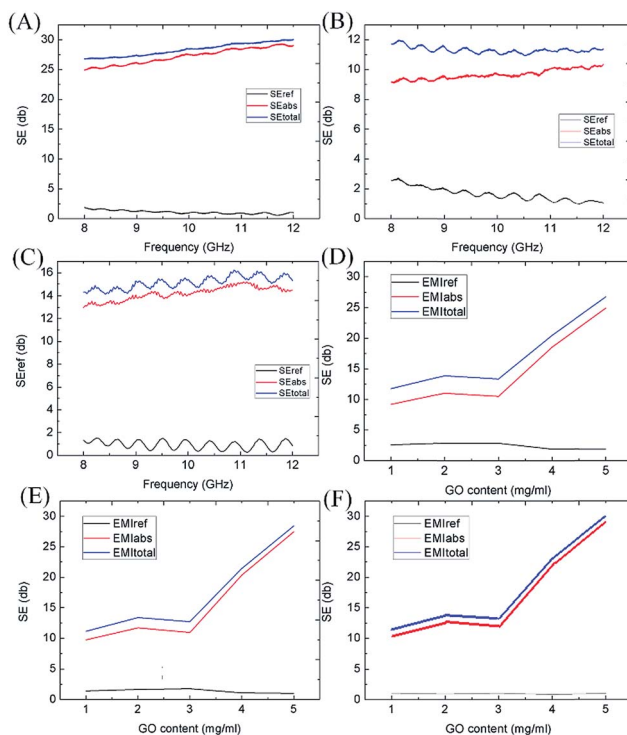 (A)
SE (db)
30
25
20
15
10
5
0
SEref
SEabs
SEtotal
8 9 10 11 12
Frequency (GHz)
(B)
SE (db)
12
10
8
6
4
2
0
SEref
SEabs
SEtotal
8 9 10 11 12
Frequency (GHz)
(C)
SEref (db)
16
14
12
10
8
6
4
2
0
SEref
SEabs
SEtotal
8 9 10 11 12
Frequency (GHz)
(D)
SE (db)
30
25
20
15
10
5
0
EMIref
EMIabs
EMItotal
1 2 3 4 5
GO content (mg/ml)
(E)
SE (db)
30
25
20
15
10
5
0
EMIref
EMIabs
EMItotal
1 2 3 4 5
GO content (mg/ml)
(F)
SE (db)
30
25
20
15
10
5
0
EMIref
EMIabs
EMItotal
1 2 3 4 5
GO content (mg/ml)